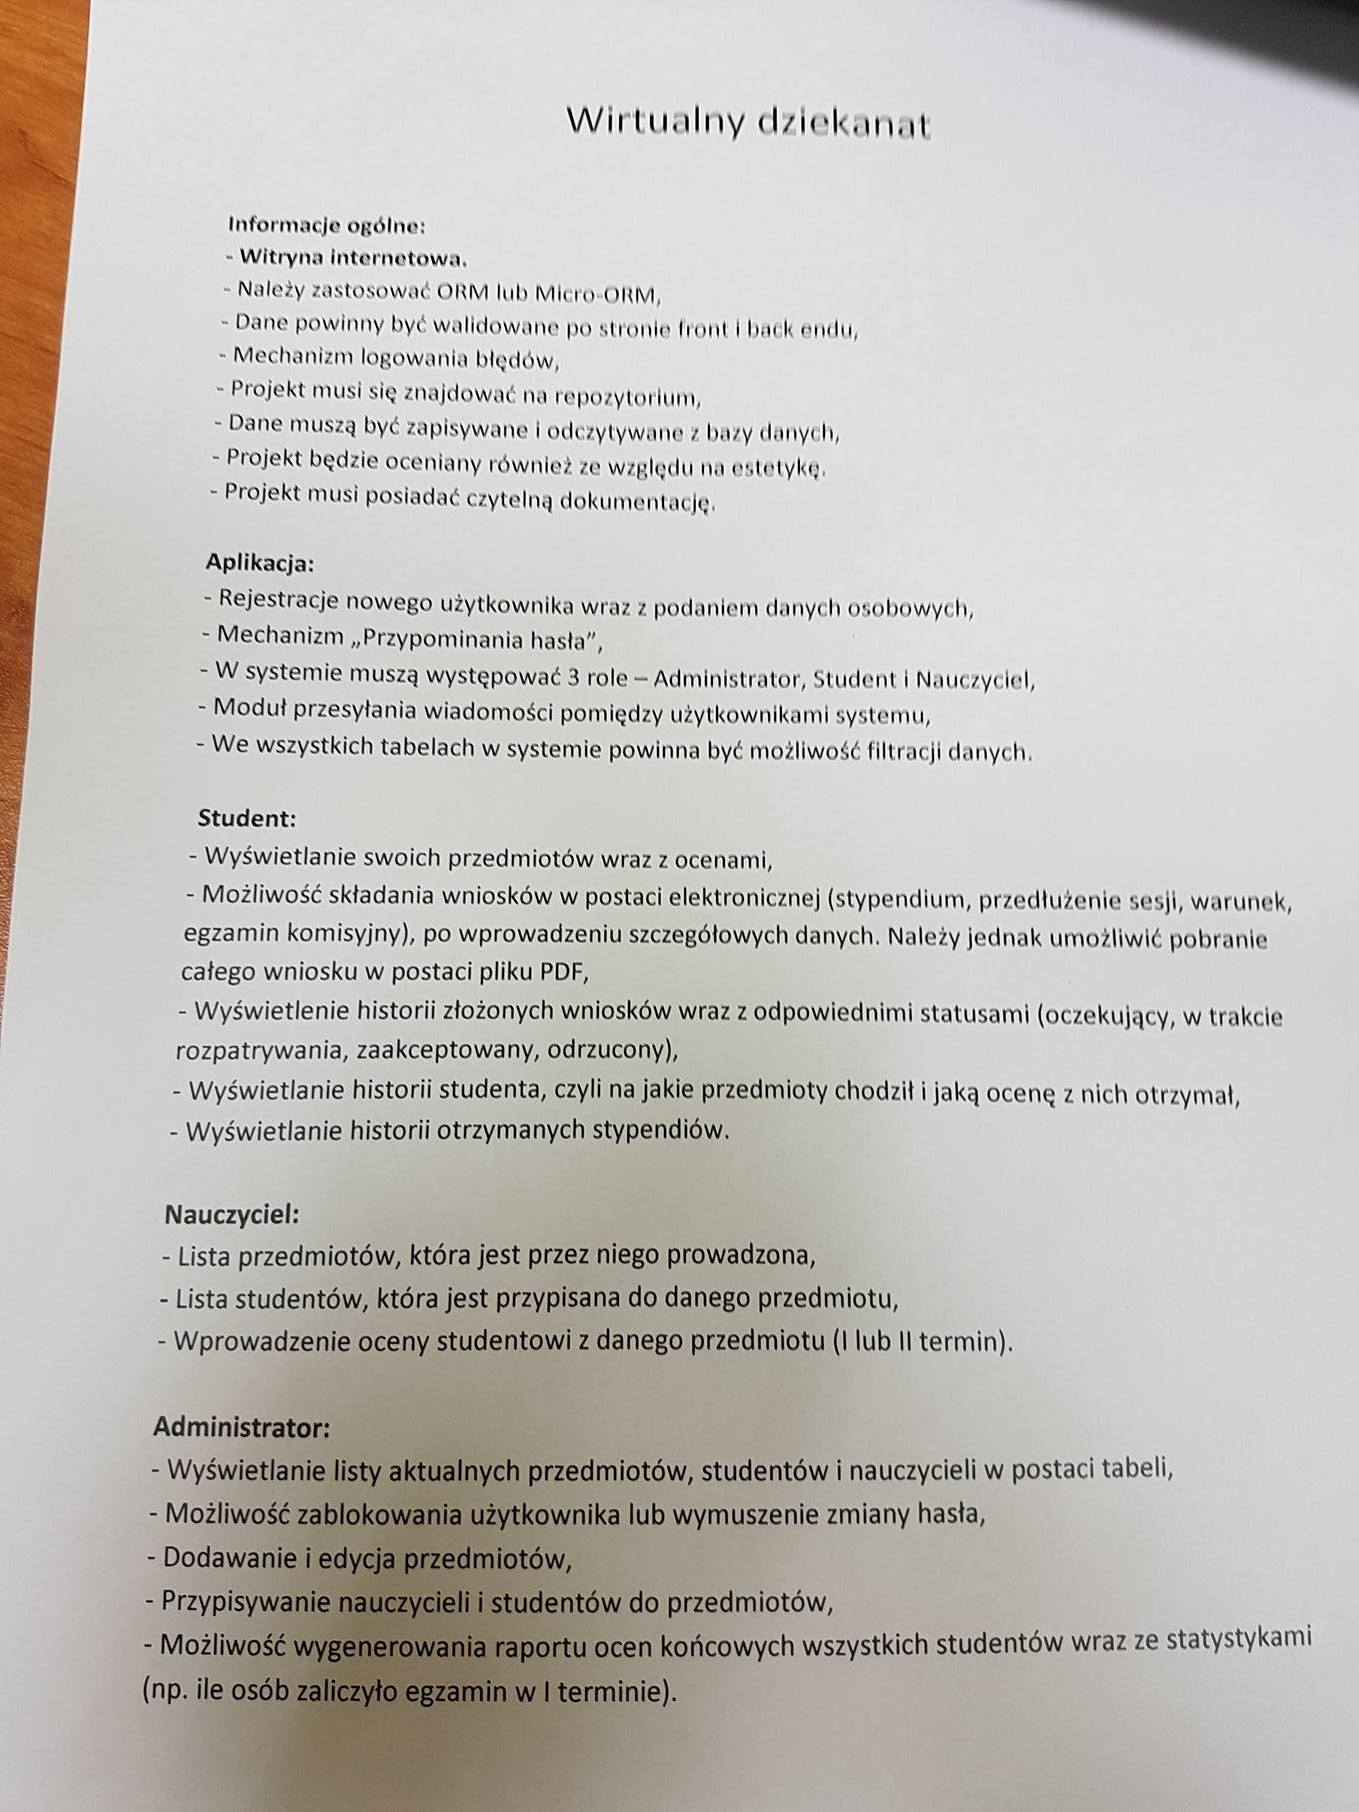 Wirtualny dziekanat
Informacje ogólne:
- Witryna internetowa.
- Należy zastosować ORM lub Micro-ORM,
- Dane powinny być walidowane po stronie front i back endu,
- Mechanizm logowania błędów,
- Projekt musi się znajdować na repozytorium,
- Dane muszą być zapisywane i odczytywane z bazy danych,
- Projekt będzie oceniany również ze względu na estetykę.
- Projekt musi posiadać czytelną dokumentację.
Aplikacja:
- Rejestracje nowego użytkownika wraz z podaniem danych osobowych,
- Mechanizm „Przypominania hasła”,
- W systemie muszą występować 3 role – Administrator, Student i Nauczyciel,
- Moduł przesyłania wiadomości pomiędzy użytkownikami systemu,
- We wszystkich tabelach w systemie powinna być możliwość filtracji danych.
Student:
- Wyświetlanie swoich przedmiotów wraz z ocenami,
- Możliwość składania wniosków w postaci elektronicznej (stypendium, przedłużenie sesji, warunek,
egzamin komisyjny), po wprowadzeniu szczegółowych danych. Należy jednak umożliwić pobranie
całego wniosku w postaci pliku PDF,
- Wyświetlenie historii złożonych wniosków wraz z odpowiednimi statusami (oczekujący, w trakcie
rozpatrywania, zaakceptowany, odrzucony),
- Wyświetlanie historii studenta, czyli na jakie przedmioty chodził i jaką ocenę z nich otrzymał,
- Wyświetlanie historii otrzymanych stypendiów.
Nauczyciel:
- Lista przedmiotów, która jest przez niego prowadzona,
- Lista studentów, która jest przypisana do danego przedmiotu,
- Wprowadzenie oceny studentowi z danego przedmiotu (I lub II termin).
Administrator:
- Wyświetlanie listy aktualnych przedmiotów, studentów i nauczycieli w postaci tabeli,
- Możliwość zablokowania użytkownika lub wymuszenie zmiany hasła,
- Dodawanie i edycja przedmiotów,
- Przypisywanie nauczycieli i studentów do przedmiotów,
- Możliwość wygenerowania raportu ocen końcowych wszystkich studentów wraz ze statystykami
(np. ile osób zaliczyło egzamin w I terminie).